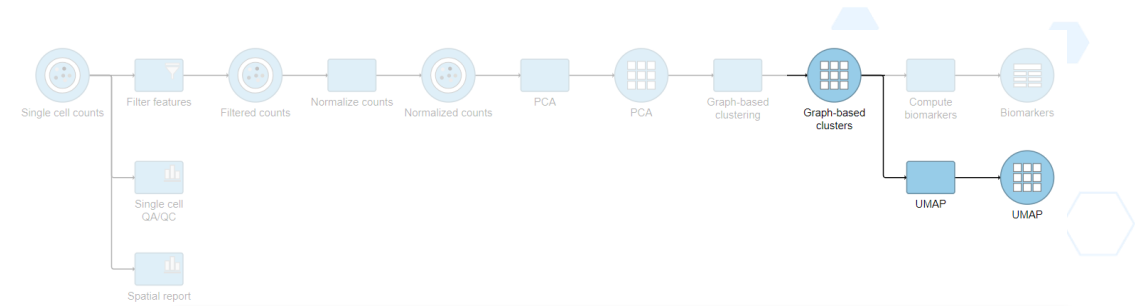 Single cell counts
Filter features
Filtered counts
Normalize counts
Normalized counts
PCA
PCA
Graph-based
clustering
Graph-based
clusters
Compute
biomarkers
Biomarkers
Single cell
QA/QC
UMAP
UMAP
Spatial report